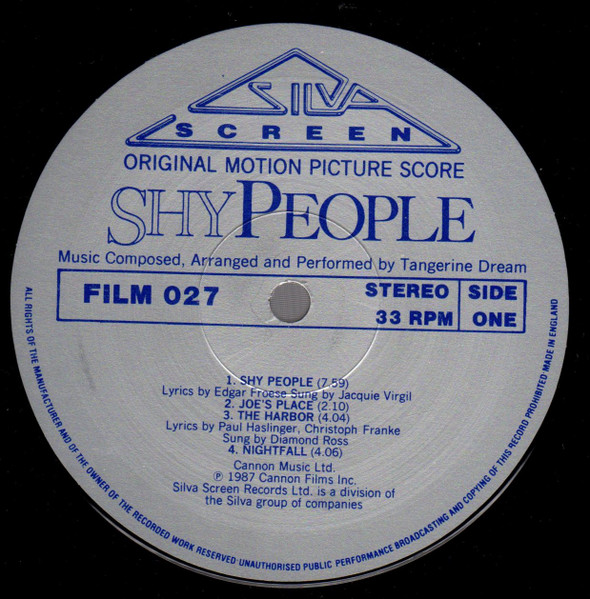 SILVA
SCREEN
ORIGINAL MOTION PICTURE SCORE
SHY PEOPLE
Music Composed, Arranged and Performed by Tangerine Dream
FILM 027
STEREO
SIDE
33 RPM
ONE
1. SHY PEOPLE (7.59)
Lyrics by Edgar Froese Sung by Jacquie Virgil
2. JOE'S PLACE (2.10)
3. THE HARBOR (4.04)
Lyrics by Paul Haslinger, Christoph Franke
Sung by Diamond Ross
4. NIGHTFALL (4.06)
Cannon Music Ltd.
℗ 1987 Cannon Films Inc.
Silva Screen Records Ltd. is a division of
the Silva group of companies
ALL RIGHTS OF THE MANUFACTURER AND OF THE OWNER OF THE RECORDED WORK RESERVED·UNAUTHORISED PUBLIC PERFORMANCE BROADCASTING AND COPYING OF THIS RECORD PROHIBITED MADE IN ENGLAND